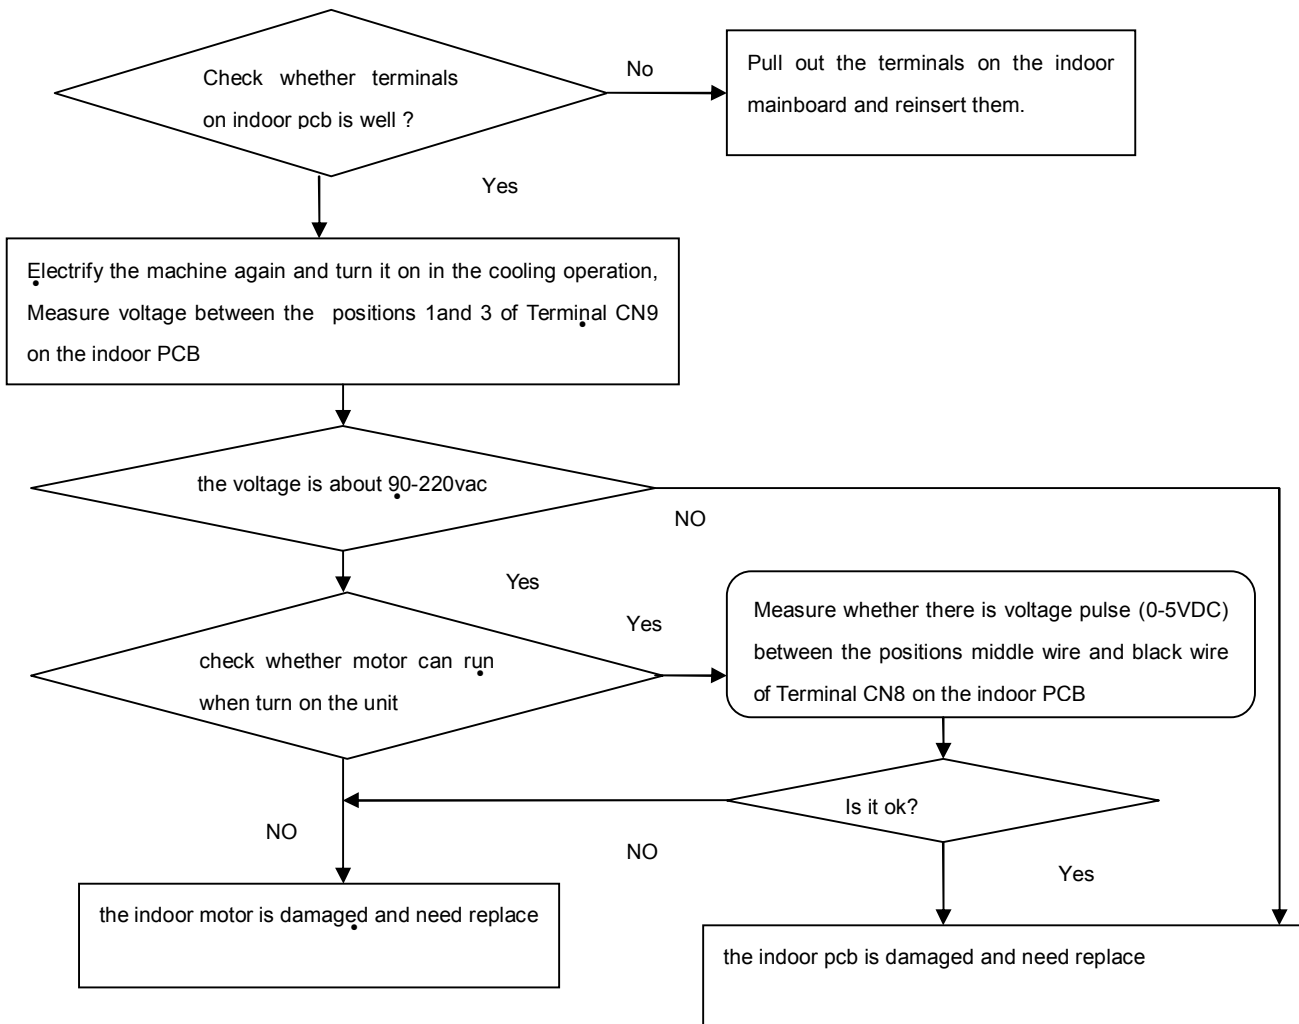 Check whether terminals
on indoor pcb is well ?
No
Pull out the terminals on the indoor
mainboard and reinsert them.
Yes
Electrify the machine again and turn it on in the cooling operation,
Measure voltage between the positions 1and 3 of Terminal CN9
on the indoor PCB
the voltage is about 90-220vac
NO
Yes
check whether motor can run
when turn on the unit
Yes
Measure whether there is voltage pulse (0-5VDC)
between the positions middle wire and black wire
of Terminal CN8 on the indoor PCB
Is it ok?
NO
NO
Yes
the indoor motor is damaged and need replace
the indoor pcb is damaged and need replace